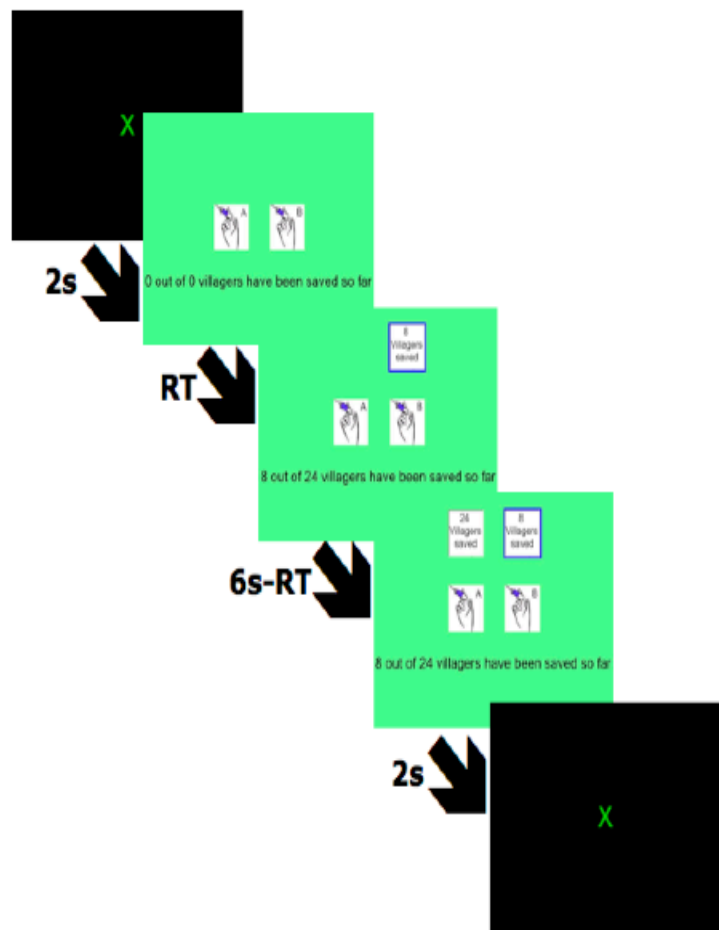 X
A B
0 out of 0 villagers have been saved so far
2s
8
Villagers
saved
RT
A B
8 out of 24 villagers have been saved so far
24 8
Villagers Villagers
saved saved
6s-RT
A B
8 out of 24 villagers have been saved so far
2s
X